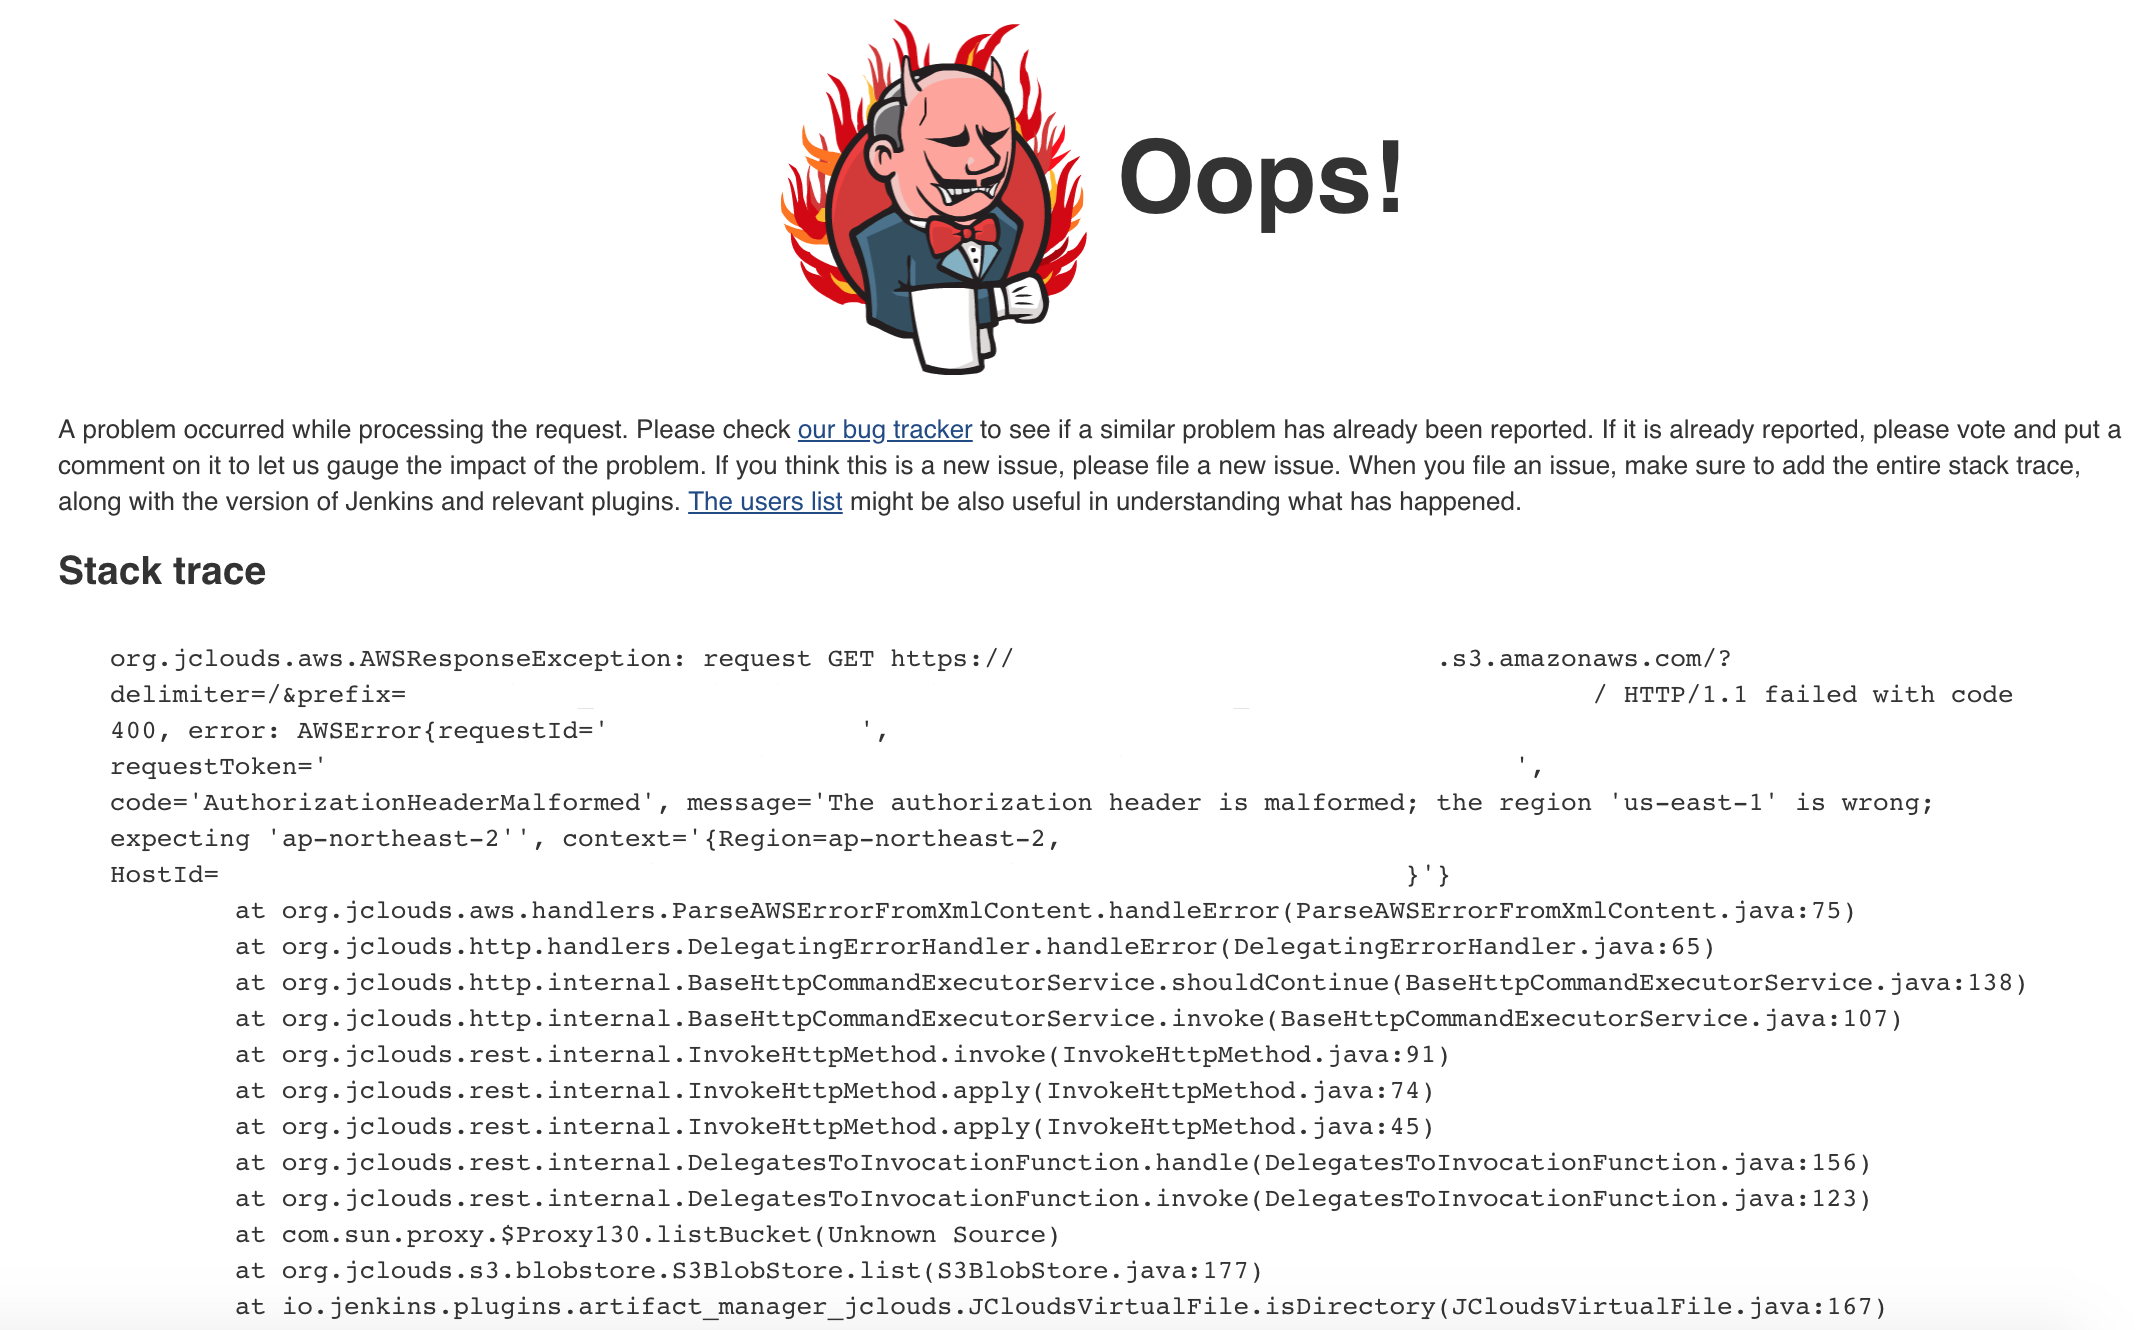 Oops!
A problem occurred while processing the request. Please check our bug tracker to see if a similar problem has already been reported. If it is already reported, please vote and put a
comment on it to let us gauge the impact of the problem. If you think this is a new issue, please file a new issue. When you file an issue, make sure to add the entire stack trace,
along with the version of Jenkins and relevant plugins. The users list might be also useful in understanding what has happened.
Stack trace
org.jclouds.aws.AWSResponseException: request GET https:// .s3.amazonaws.com/?
delimiter=/&prefix= / HTTP/1.1 failed with code
400, error: AWSError{requestId=' ',
requestToken=' ',
code='AuthorizationHeaderMalformed', message='The authorization header is malformed; the region 'us-east-1' is wrong;
expecting 'ap-northeast-2'', context='{Region=ap-northeast-2,
HostId= }'}
at org.jclouds.aws.handlers.ParseAWSErrorFromXmlContent.handleError(ParseAWSErrorFromXmlContent.java:75)
at org.jclouds.http.handlers.DelegatingErrorHandler.handleError(DelegatingErrorHandler.java:65)
at org.jclouds.http.internal.BaseHttpCommandExecutorService.shouldContinue(BaseHttpCommandExecutorService.java:138)
at org.jclouds.http.internal.BaseHttpCommandExecutorService.invoke(BaseHttpCommandExecutorService.java:107)
at org.jclouds.rest.internal.InvokeHttpMethod.invoke(InvokeHttpMethod.java:91)
at org.jclouds.rest.internal.InvokeHttpMethod.apply(InvokeHttpMethod.java:74)
at org.jclouds.rest.internal.InvokeHttpMethod.apply(InvokeHttpMethod.java:45)
at org.jclouds.rest.internal.DelegatesToInvocationFunction.handle(DelegatesToInvocationFunction.java:156)
at org.jclouds.rest.internal.DelegatesToInvocationFunction.invoke(DelegatesToInvocationFunction.java:123)
at com.sun.proxy.$Proxy130.listBucket(Unknown Source)
at org.jclouds.s3.blobstore.S3BlobStore.list(S3BlobStore.java:177)
at io.jenkins.plugins.artifact_manager_jclouds.JCloudsVirtualFile.isDirectory(JCloudsVirtualFile.java:167)